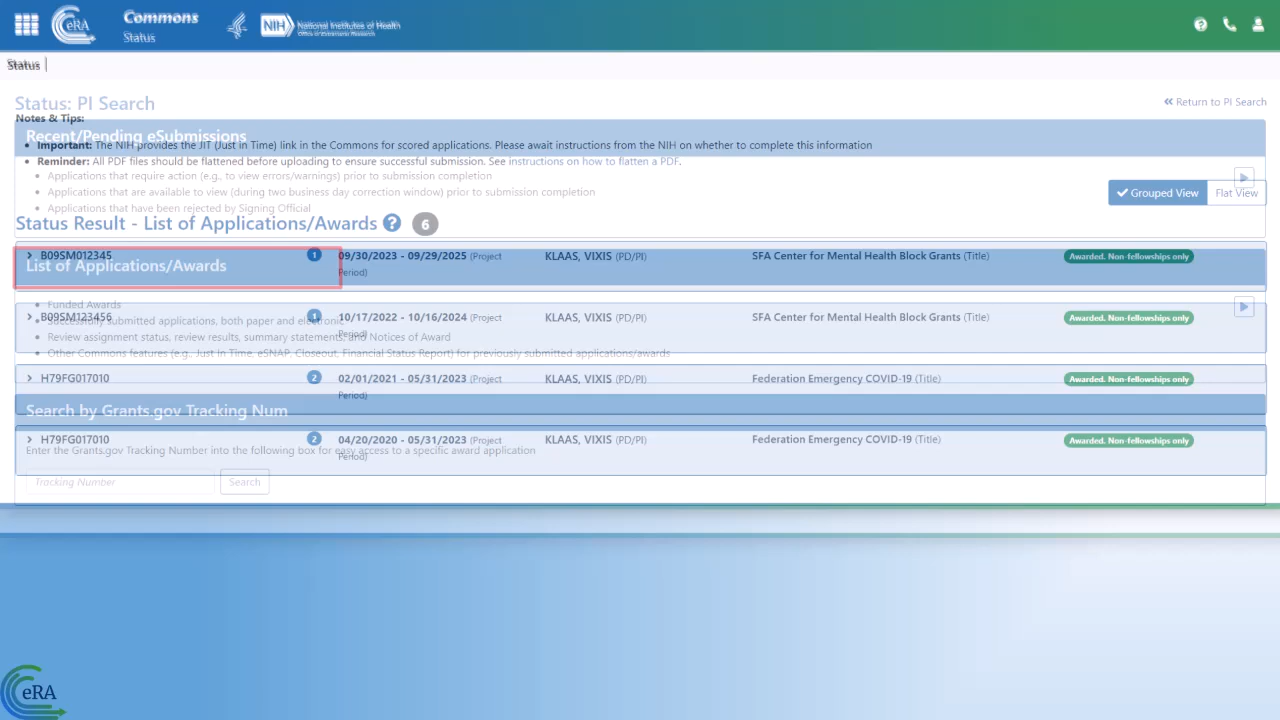 eRA
Commons
Status
NIH
National Institutes of Health
Office of Extramural Research
Status
Status: PI Search
Return to PI Search
Notes & Tips:
Recent/Pending eSubmissions
Important: The NIH provides the JIT (Just in Time) link in the Commons for scored applications. Please await instructions from the NIH on whether to complete this information
Reminder: All PDF files should be flattened before uploading to ensure successful submission. See instructions on how to flatten a PDF.
Applications that require action (e.g., to view errors/warnings) prior to submission completion
Applications that are available to view (during two business day correction window) prior to submission completion
Grouped View Flat View
Applications that have been rejected by Signing Official
Status Result - List of Applications/Awards ? 6
B09SM012345 1 09/30/2023 - 09/29/2025 (Project Period) KLAAS, VIXIS (PD/PI) SFA Center for Mental Health Block Grants (Title) Awarded. Non-fellowships only
List of Applications/Awards
Funded Awards
B09SM123456 1 10/17/2022 - 10/16/2024 (Project Period) KLAAS, VIXIS (PD/PI) SFA Center for Mental Health Block Grants (Title) Awarded. Non-fellowships only
Successfully submitted applications, both paper and electronic
Review assignment status, review results, summary statements, and Notices of Award
Other Commons features (e.g., Just In Time, eSNAP, Closeout, Financial Status Report) for previously submitted applications/awards
H79FG017010 2 02/01/2021 - 05/31/2023 (Project Period) KLAAS, VIXIS (PD/PI) Federation Emergency COVID-19 (Title) Awarded. Non-fellowships only
Search by Grants.gov Tracking Num
H79FG017010 2 04/20/2020 - 05/31/2023 (Project Period) KLAAS, VIXIS (PD/PI) Federation Emergency COVID-19 (Title) Awarded. Non-fellowships only
Enter the Grants.gov Tracking Number into the following box for easy access to a specific award application
Tracking Number Search
eRA